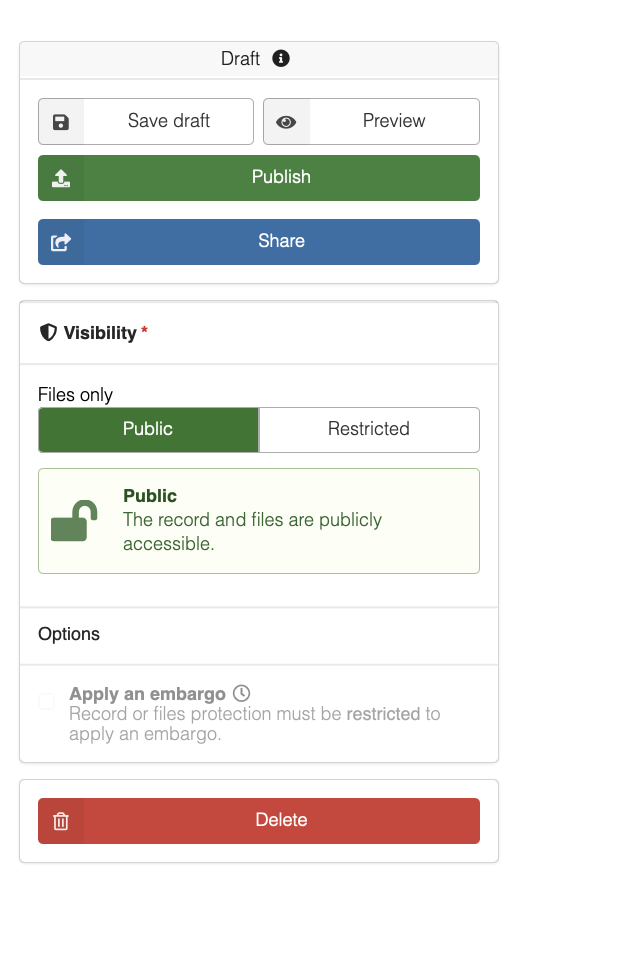 Draft
Save draft
Preview
Publish
Share
Visibility *
Files only
Public
Restricted
Public
The record and files are publicly
accessible.
Options
Apply an embargo
Record or files protection must be restricted to
apply an embargo.
Delete